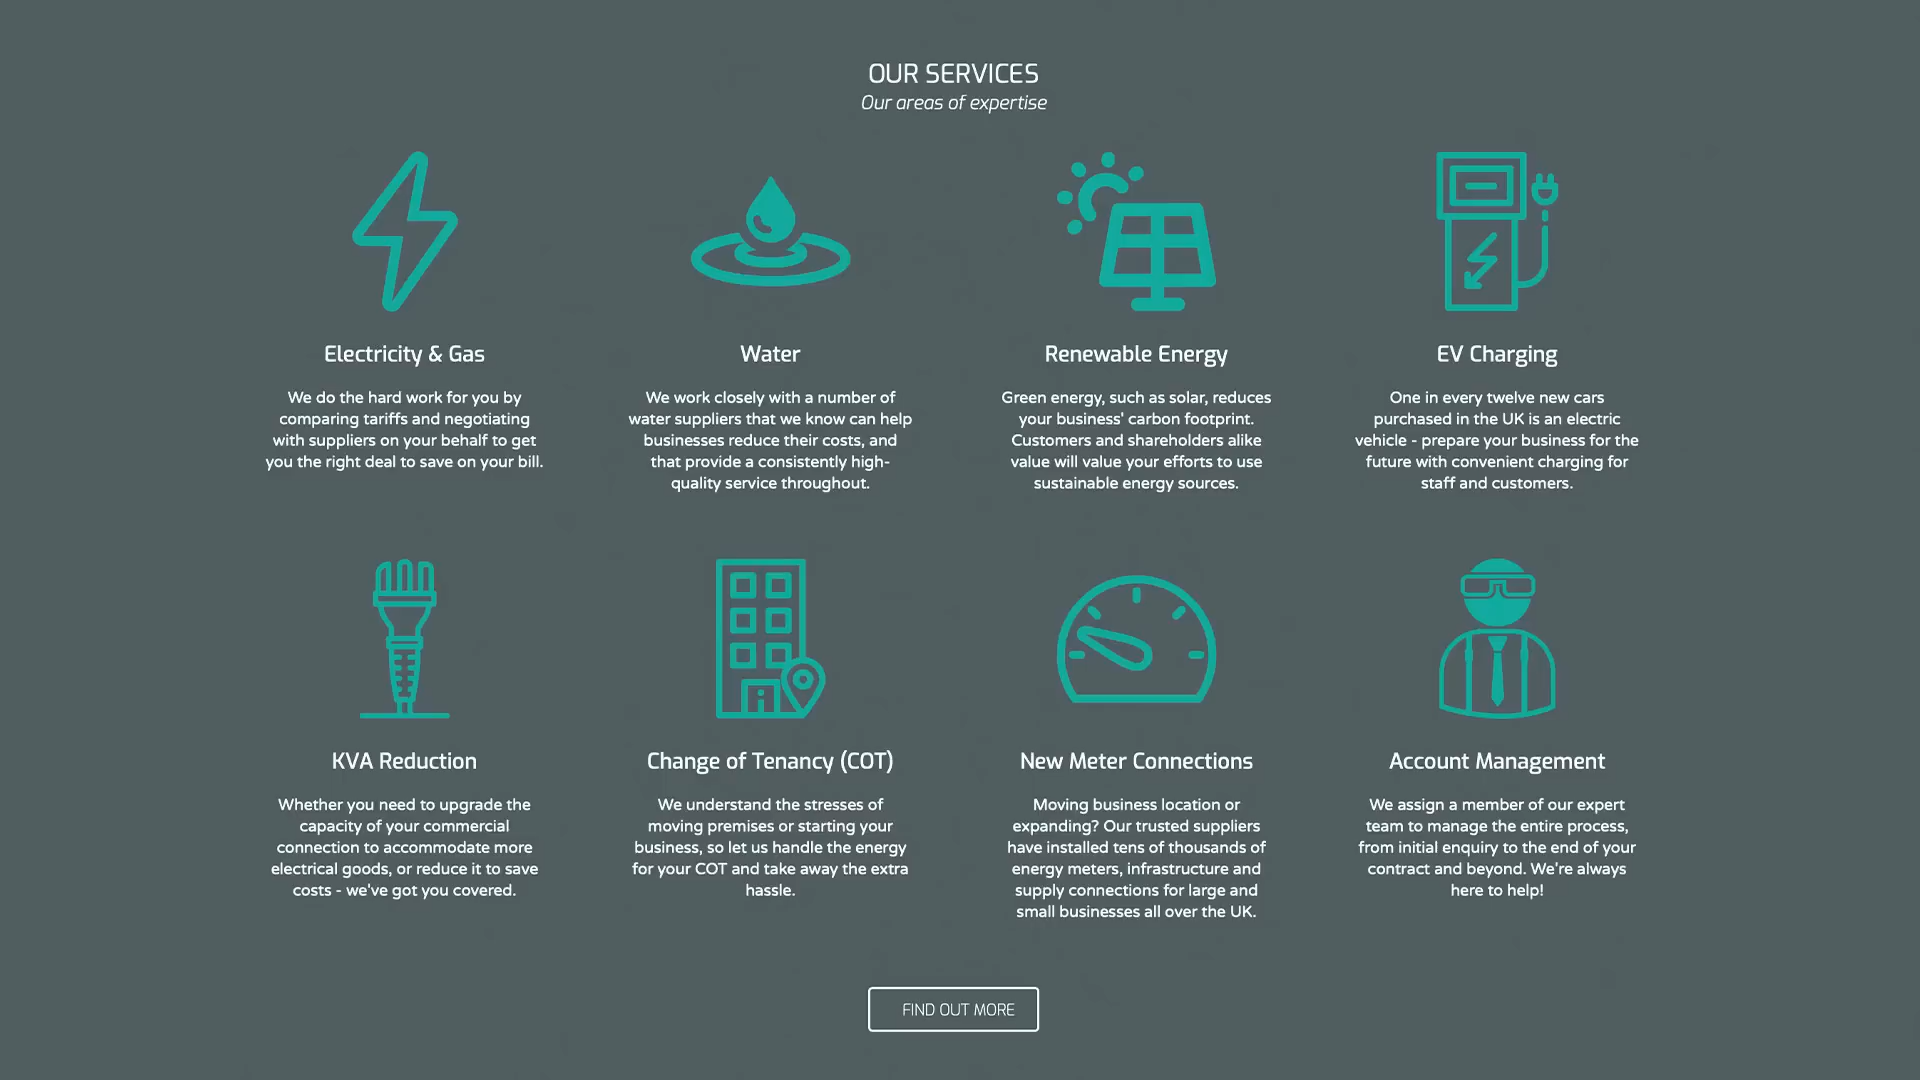 OUR SERVICES
Our areas of expertise
Electricity & Gas
We do the hard work for you by
comparing tariffs and negotiating
with suppliers on your behalf to get
you the right deal to save on your bill.
Water
We work closely with a number of
water suppliers that we know can help
businesses reduce their costs, and
that provide a consistently high-
quality service throughout.
Renewable Energy
Green energy, such as solar, reduces
your business' carbon footprint.
Customers and shareholders alike
value will value your efforts to use
sustainable energy sources.
EV Charging
One in every twelve new cars
purchased in the UK is an electric
vehicle - prepare your business for the
future with convenient charging for
staff and customers.
KVA Reduction
Whether you need to upgrade the
capacity of your commercial
connection to accommodate more
electrical goods, or reduce it to save
costs - we've got you covered.
Change of Tenancy (COT)
We understand the stresses of
moving premises or starting your
business, so let us handle the energy
for your COT and take away the extra
hassle.
New Meter Connections
Moving business location or
expanding? Our trusted suppliers
have installed tens of thousands of
energy meters, infrastructure and
supply connections for large and
small businesses all over the UK.
Account Management
We assign a member of our expert
team to manage the entire process,
from initial enquiry to the end of your
contract and beyond. We're always
here to help!
FIND OUT MORE